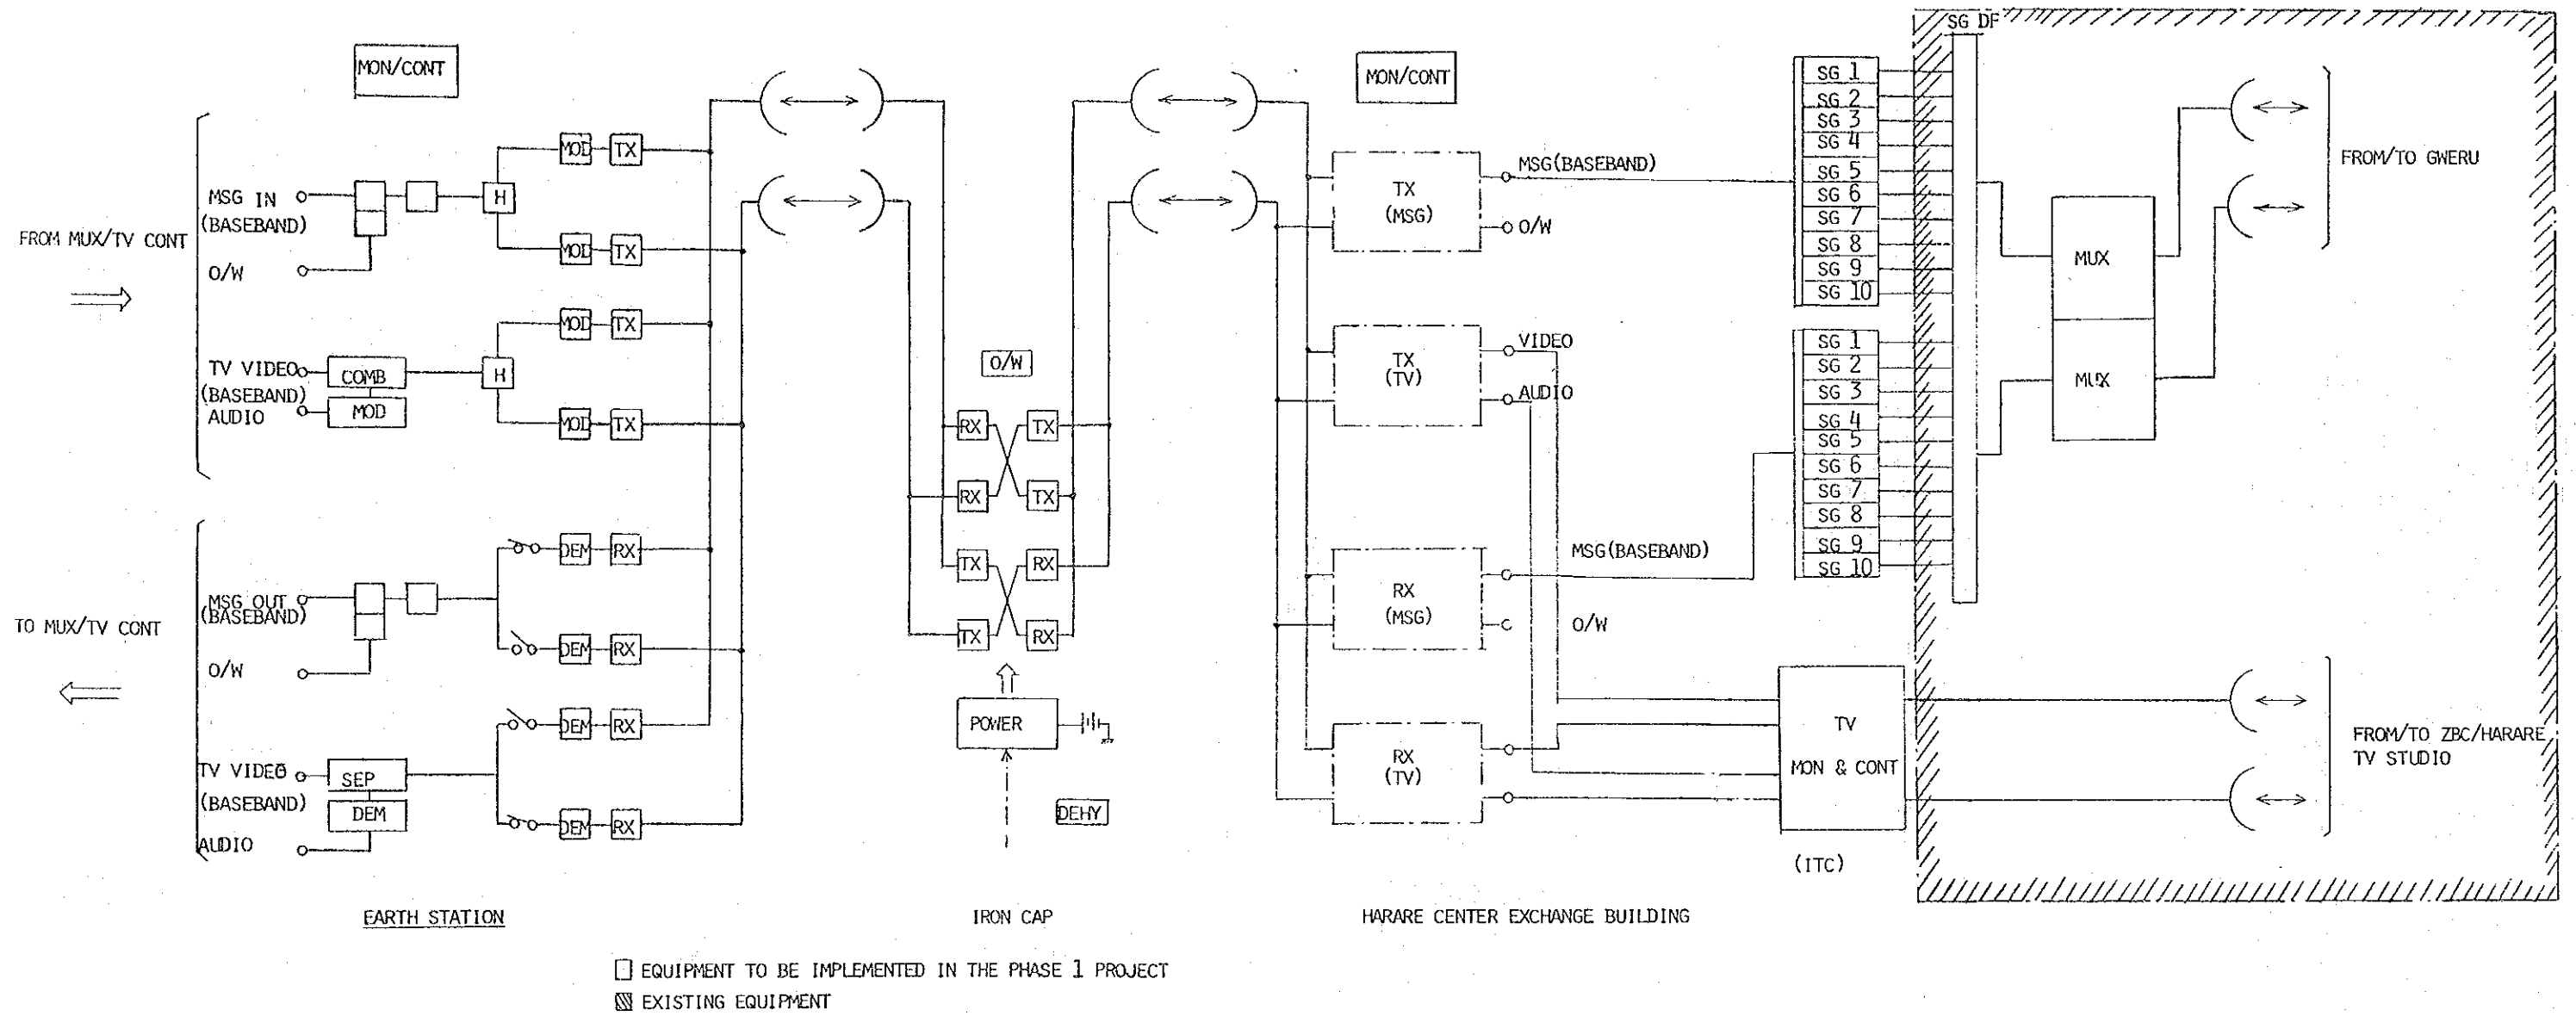 MON/CONT
FROM MUX/TV CONT
MSG IN
(BASEBAND)
O/W
H
MOD
TX
MOD
TX
TV VIDEO
(BASEBAND)
AUDIO
COMB
MOD
H
MOD
TX
MOD
TX
TO MUX/TV CONT
MSG OUT
(BASEBAND)
O/W
DEM
RX
DEM
RX
TV VIDEO
(BASEBAND)
AUDIO
SEP
DEM
DEM
RX
DEM
RX
EARTH STATION
O/W
RX
TX
RX
TX
TX
RX
TX
RX
POWER
DEHY
IRON CAP
MON/CONT
TX
(MSG)
MSG(BASEBAND)
O/W
TX
(TV)
VIDEO
AUDIO
RX
(MSG)
MSG(BASEBAND)
O/W
RX
(TV)
TV
MON & CONT
(ITC)
HARARE CENTER EXCHANGE BUILDING
SG 1
SG 2
SG 3
SG 4
SG 5
SG 6
SG 7
SG 8
SG 9
SG 10
SG 1
SG 2
SG 3
SG 4
SG 5
SG 6
SG 7
SG 8
SG 9
SG 10
SG DF
MUX
MUX
FROM/TO GWERU
FROM/TO ZBC/HARARE
TV STUDIO
EQUIPMENT TO BE IMPLEMENTED IN THE PHASE 1 PROJECT
EXISTING EQUIPMENT